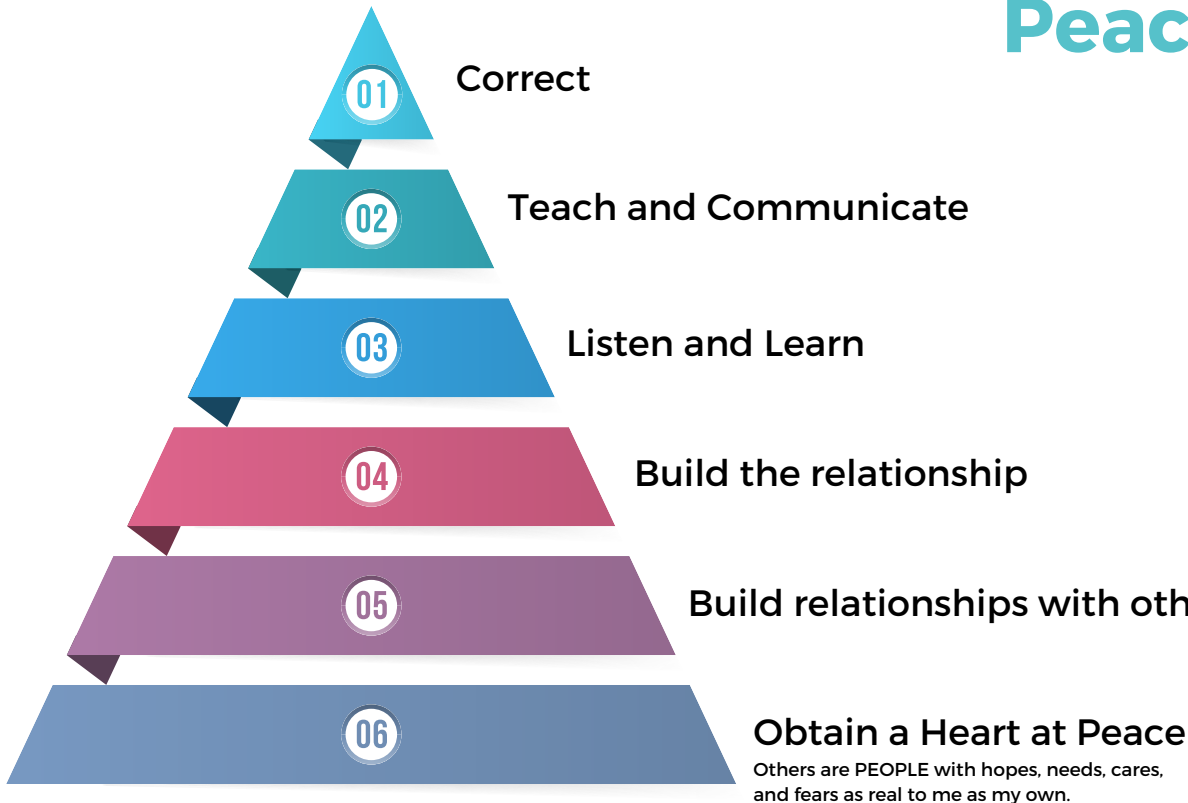 Peac
01
Correct
02
Teach and Communicate
03
Listen and Learn
04
Build the relationship
05
Build relationships with oth
06
Obtain a Heart at Peace
Others are PEOPLE with hopes, needs, cares,
and fears as real to me as my own.